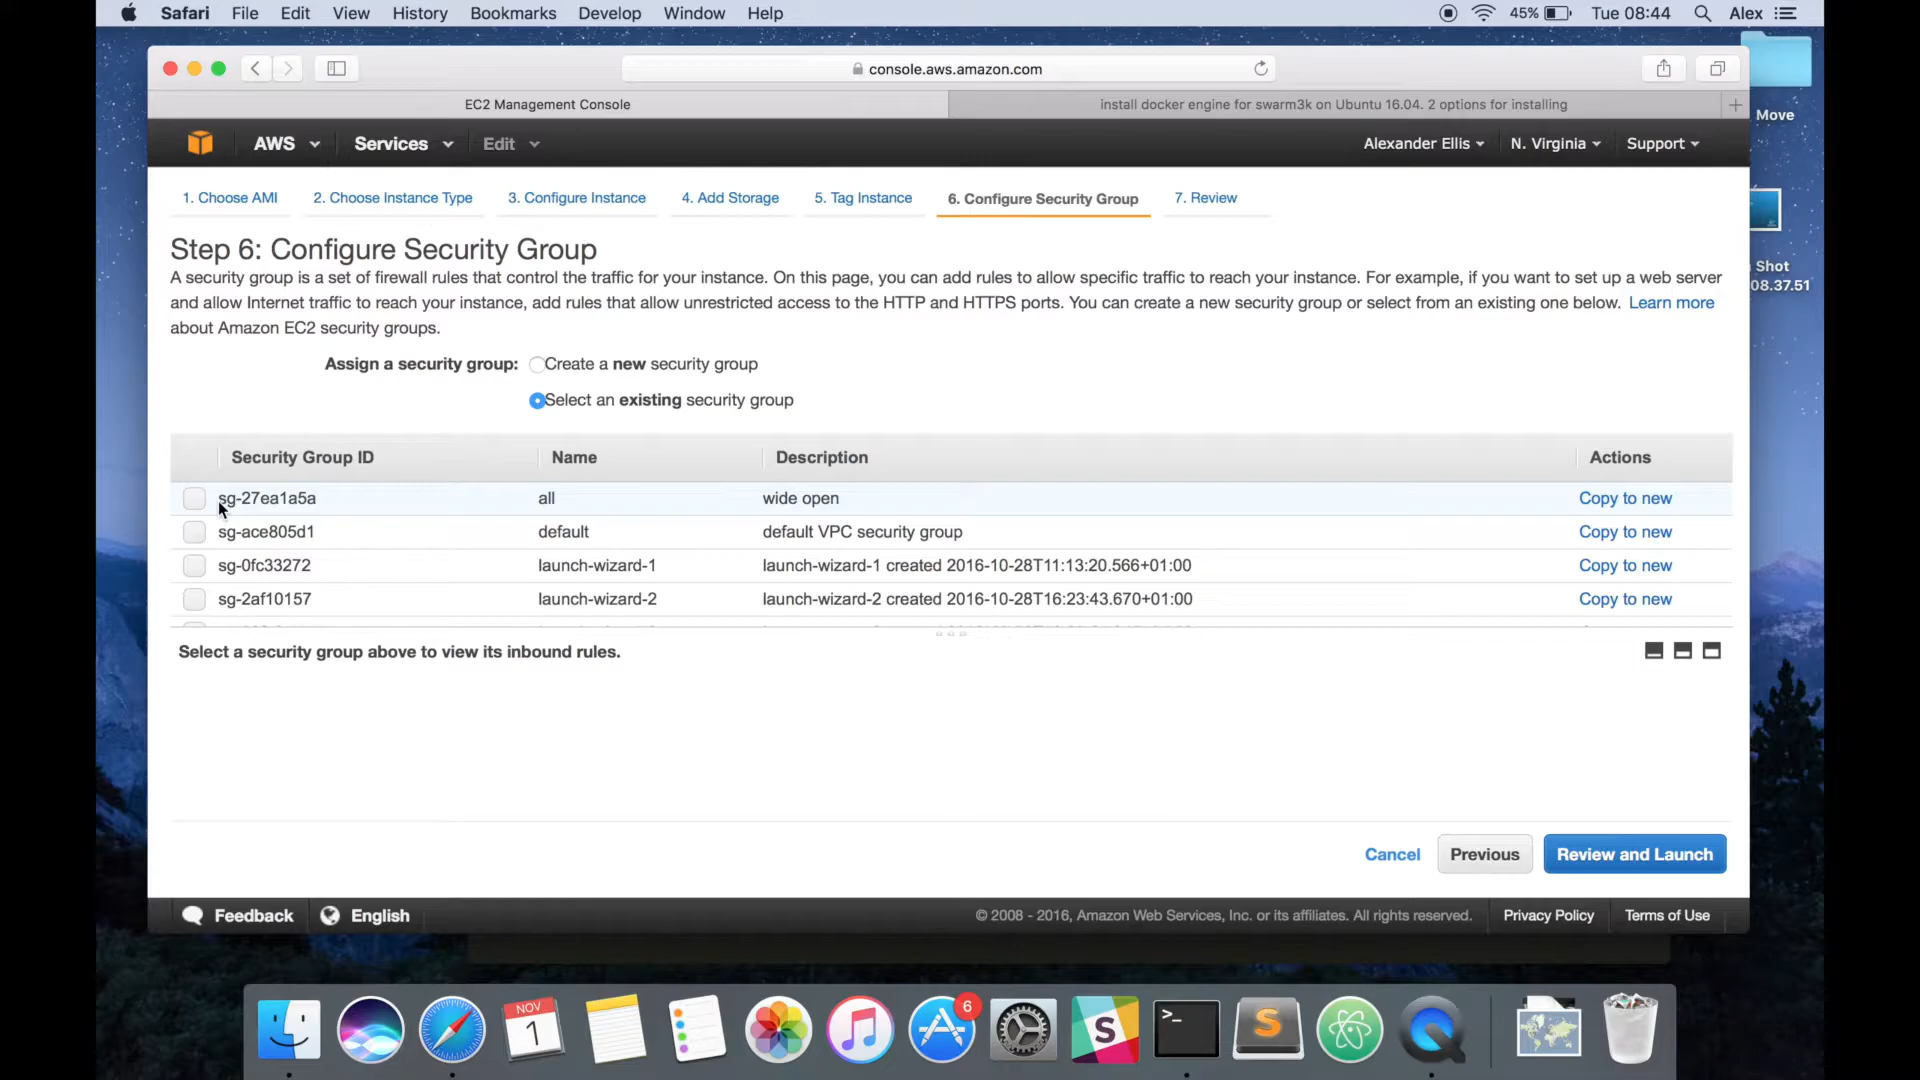 Safari File Edit View History Bookmarks Develop Window Help 45% Tue 08:44 Alex
console.aws.amazon.com
EC2 Management Console install docker engine for swarm3k on Ubuntu 16.04. 2 options for installing
Move
AWS Services Edit Alexander Ellis N. Virginia Support
1. Choose AMI 2. Choose Instance Type 3. Configure Instance 4. Add Storage 5. Tag Instance 6. Configure Security Group 7. Review
Step 6: Configure Security Group
A security group is a set of firewall rules that control the traffic for your instance. On this page, you can add rules to allow specific traffic to reach your instance. For example, if you want to set up a web server
and allow Internet traffic to reach your instance, add rules that allow unrestricted access to the HTTP and HTTPS ports. You can create a new security group or select from an existing one below. Learn more
about Amazon EC2 security groups.
Shot
08.37.51
Assign a security group: Create a new security group
Select an existing security group
Security Group ID Name Description Actions
sg-27ea1a5a all wide open Copy to new
sg-ace805d1 default default VPC security group Copy to new
sg-0fc33272 launch-wizard-1 launch-wizard-1 created 2016-10-28T11:13:20.566+01:00 Copy to new
sg-2af10157 launch-wizard-2 launch-wizard-2 created 2016-10-28T16:23:43.670+01:00 Copy to new
Select a security group above to view its inbound rules.
Cancel Previous Review and Launch
Feedback English © 2008 - 2016, Amazon Web Services, Inc. or its affiliates. All rights reserved. Privacy Policy Terms of Use
NOV
1
6
S
>_
S